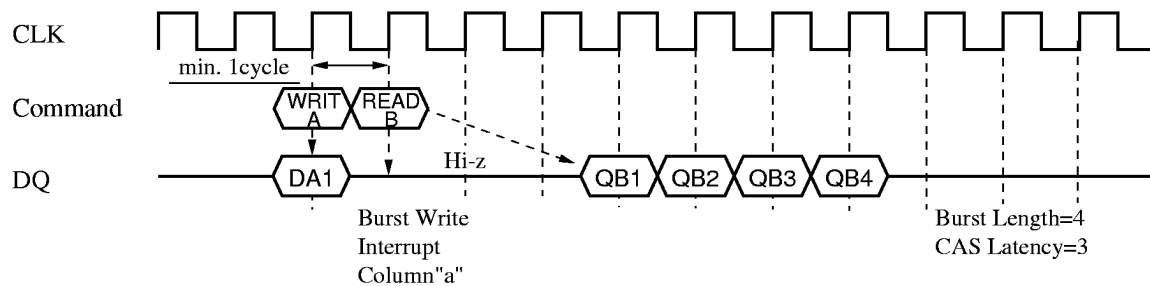 CLK
min. 1cycle
Command
WRIT
A
READ
B
DQ
DA1
Hi-z
QB1
QB2
QB3
QB4
Burst Write
Interrupt
Column"a"
Burst Length=4
CAS Latency=3